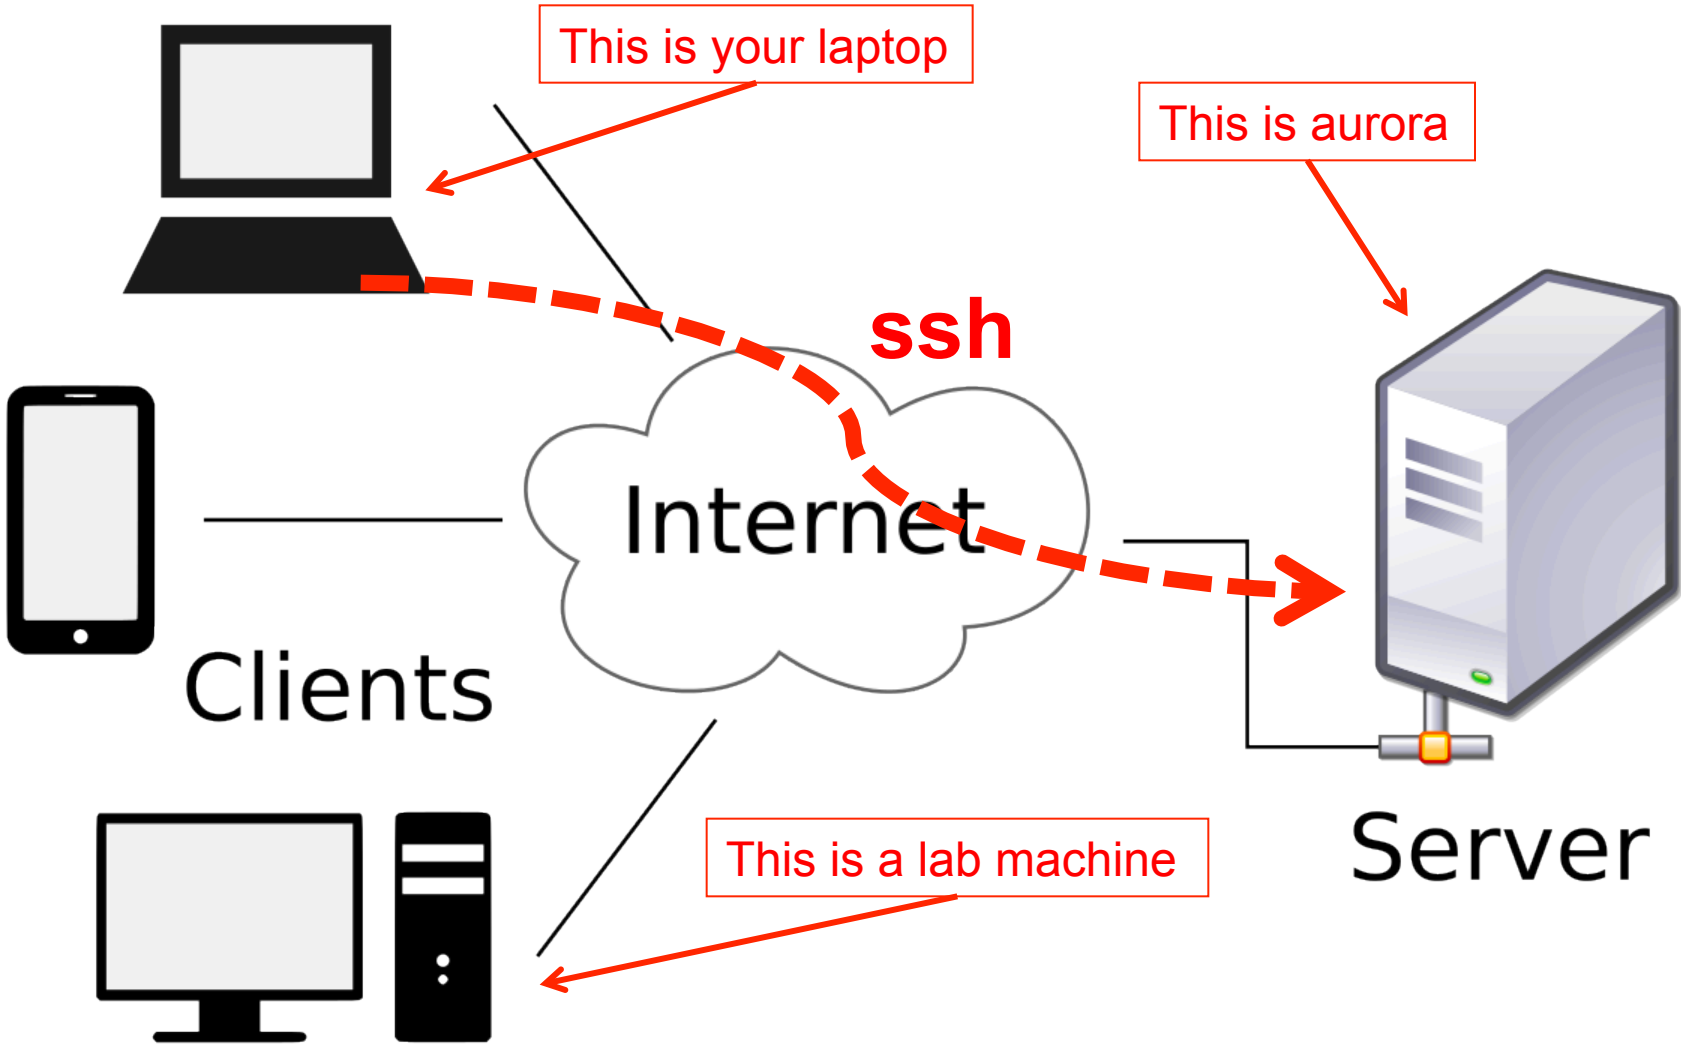 This is your laptop
This is aurora
ssh
Internet
Clients
This is a lab machine
Server